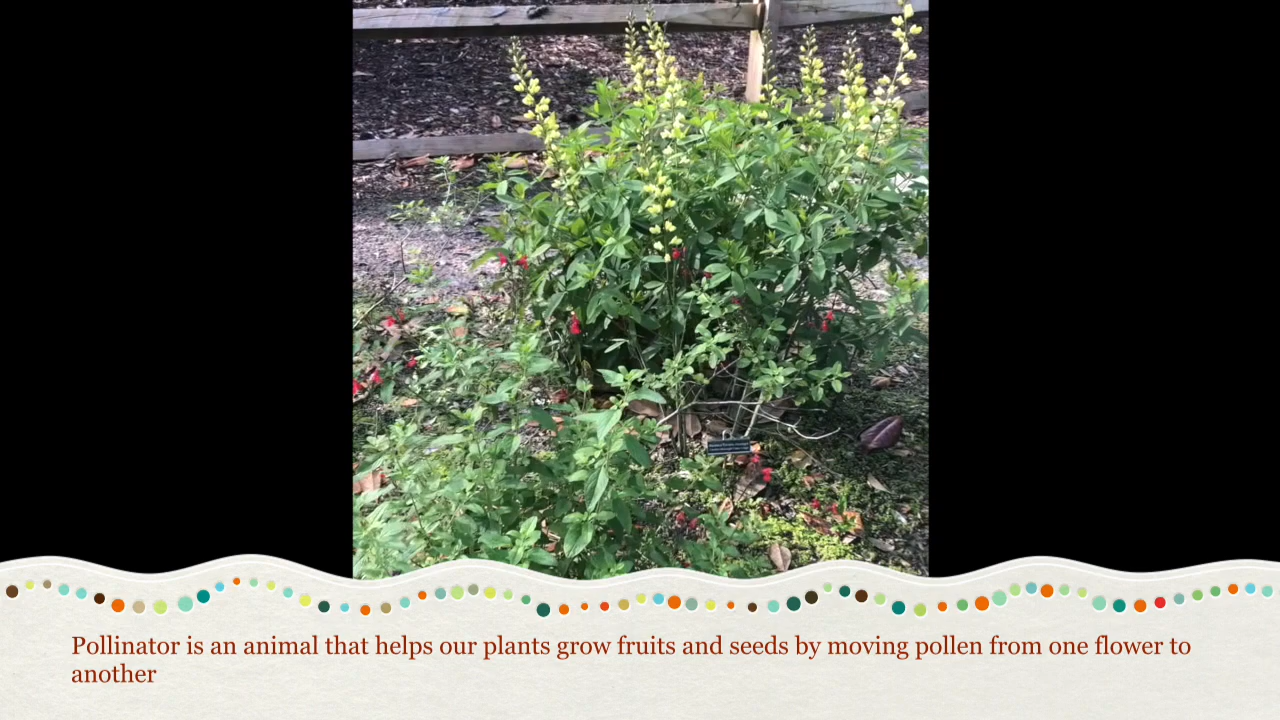 Pollinator is an animal that helps our plants grow fruits and seeds by moving pollen from one flower to
another